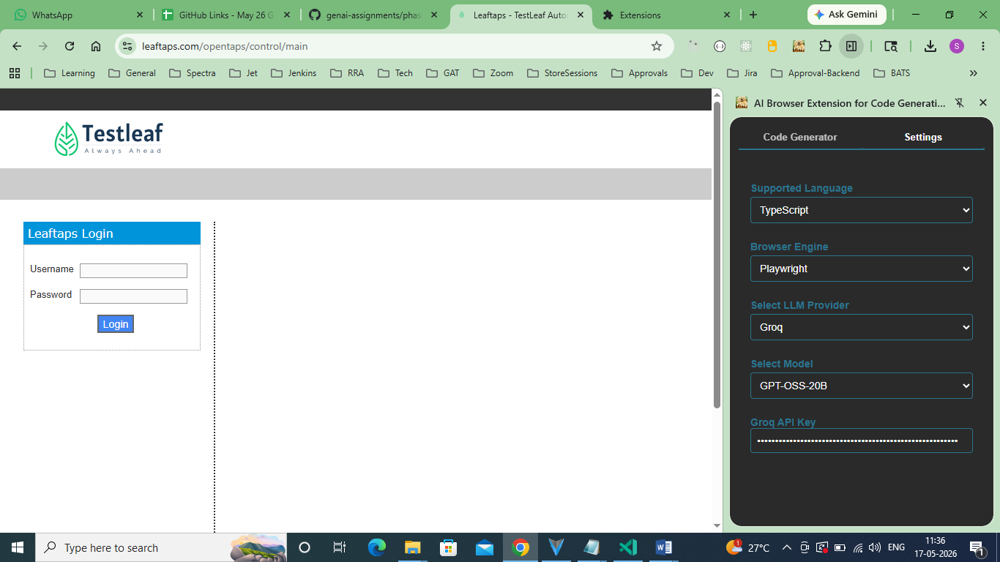 WhatsApp
GitHub Links - May 26 G
genai-assignments/phas
Leaftaps - TestLeaf Auto
Extensions
Ask Gemini
leaftaps.com/opentaps/control/main
S
Learning
General
Spectra
Jet
Jenkins
RRA
Tech
GAT
Zoom
StoreSessions
Approvals
Dev
Jira
Approval-Backend
BATS
»
Testleaf
Always Ahead
Leaftaps Login
Username
Password
Login
AI Browser Extension for Code Generati...
Code Generator
Settings
Supported Language
TypeScript
Browser Engine
Playwright
Select LLM Provider
Groq
Select Model
GPT-OSS-20B
Groq API Key
Type here to search
1
27°C
ENG
11:36
17-05-2026
1